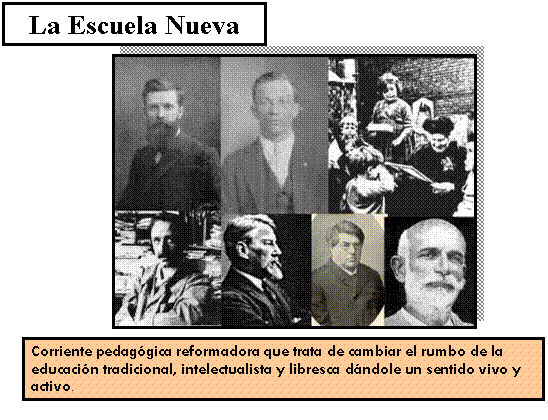 La Escuela Nueva
Corriente pedagógica reformadora que trata de cambiar el rumbo de la
educación tradicional, intelectualista y libresca dándole un sentido vivo y
activo.